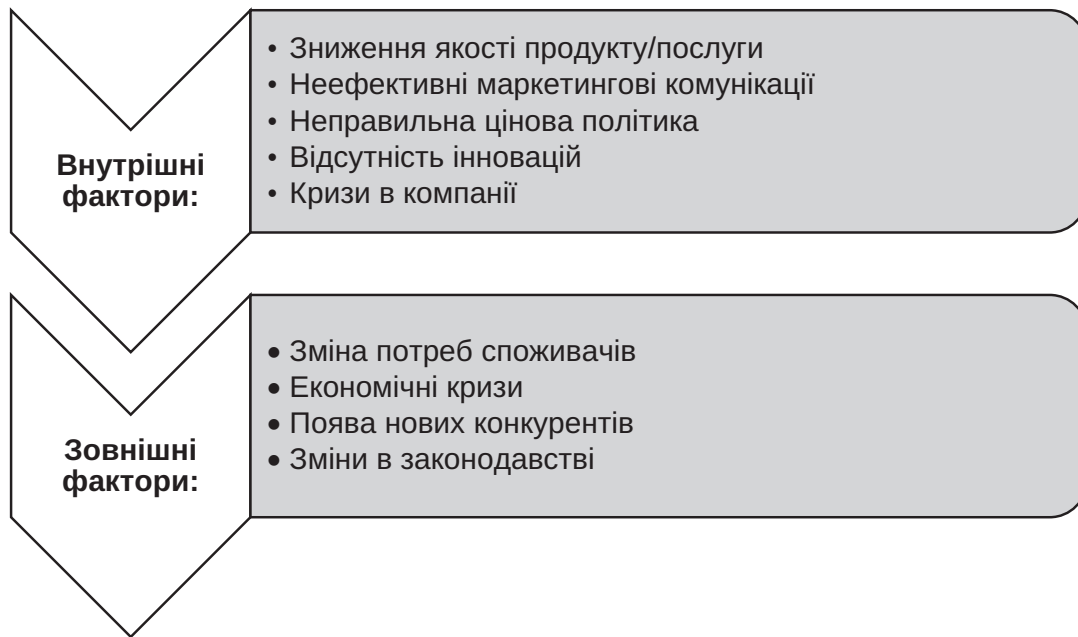 Внутрішні
фактори:
• Зниження якості продукту/послуги
• Неефективні маркетингові комунікації
• Неправильна цінова політика
• Відсутність інновацій
• Кризи в компанії
Зовнішні
фактори:
• Зміна потреб споживачів
• Економічні кризи
• Поява нових конкурентів
• Зміни в законодавстві